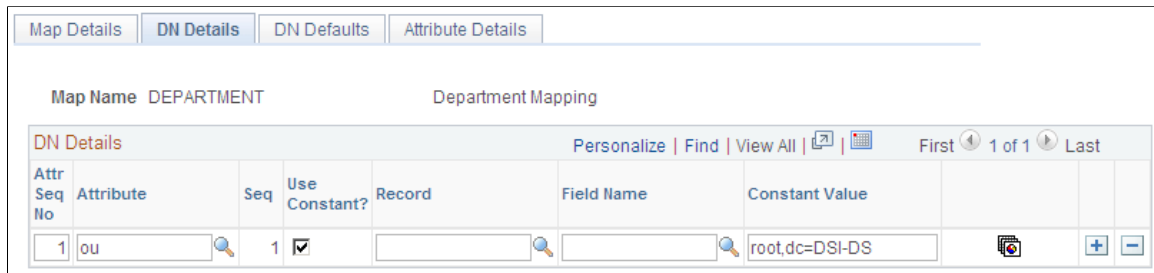 Map Details DN Details DN Defaults Attribute Details
Map Name DEPARTMENT Department Mapping
DN Details Personalize | Find | View All | | First 1 of 1 Last
Attr Seq No Attribute Seq Use Constant? Record Field Name Constant Value
1 ou 1 root,dc=DSI-DS